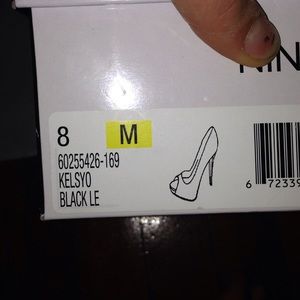 NIN
8 M
60255426-169
KELSYO
BLACK LE
6 72339